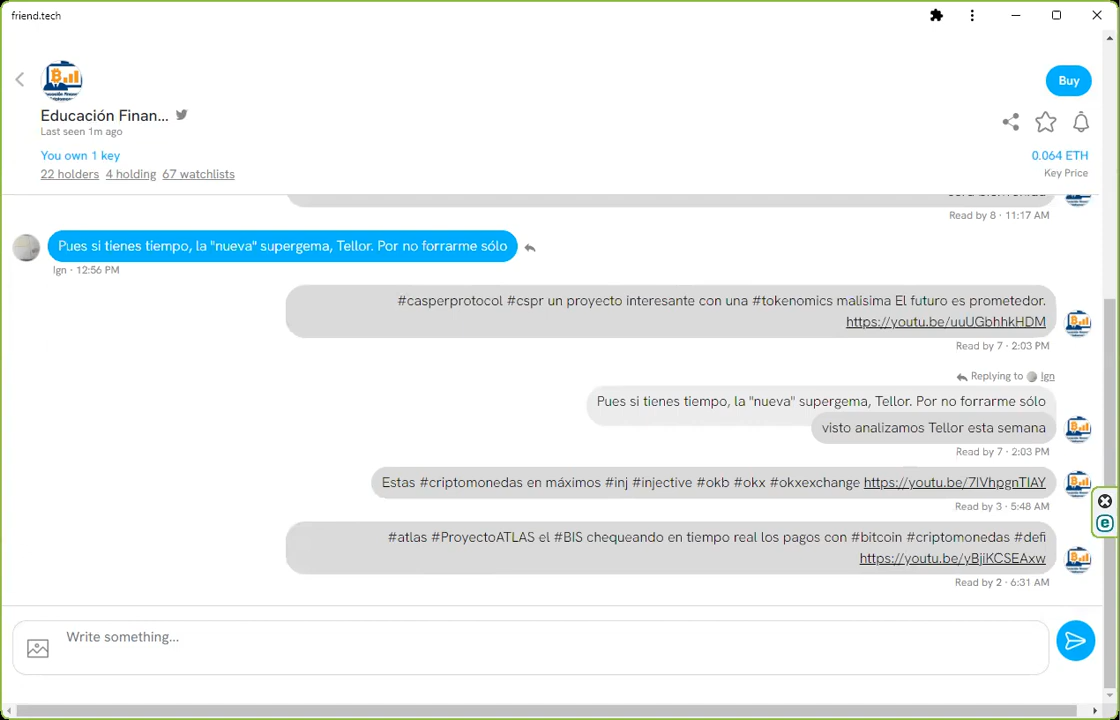 friend.tech
Buy
Educación Finan...
Last seen 1m ago
You own 1 key
0.064 ETH
22 holders 4 holding 67 watchlists
Key Price
Read by 8 · 11:17 AM
Pues si tienes tiempo, la "nueva" supergema, Tellor. Por no forrarme sólo
Ign · 12:56 PM
#casperprotocol #cspr un proyecto interesante con una #tokenomics malisima El futuro es prometedor.
https://youtu.be/uuUGbhhkHDM
Read by 7 · 2:03 PM
Replying to Ign
Pues si tienes tiempo, la "nueva" supergema, Tellor. Por no forrarme sólo
visto analizamos Tellor esta semana
Read by 7 · 2:03 PM
Estas #criptomonedas en máximos #inj #injective #okb #okx #okxexchange https://youtu.be/7IVhpgnTIAY
Read by 3 · 5:48 AM
#atlas #ProyectoATLAS el #BIS chequeando en tiempo real los pagos con #bitcoin #criptomonedas #defi
https://youtu.be/yBjiKCSEAxw
Read by 2 · 6:31 AM
Write something...